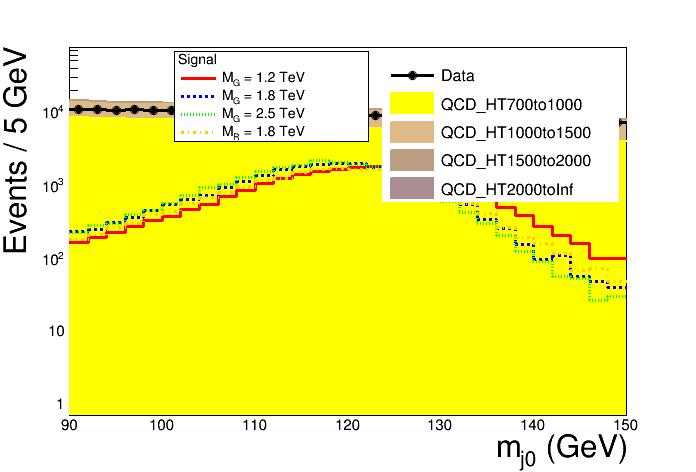 Events / 5 GeV
10⁴
10³
10²
10
1
Signal
M_G = 1.2 TeV
M_G = 1.8 TeV
M_G = 2.5 TeV
M_R = 1.8 TeV
Data
QCD_HT700to1000
QCD_HT1000to1500
QCD_HT1500to2000
QCD_HT2000toInf
90 100 110 120 130 140 150
m_j0 (GeV)